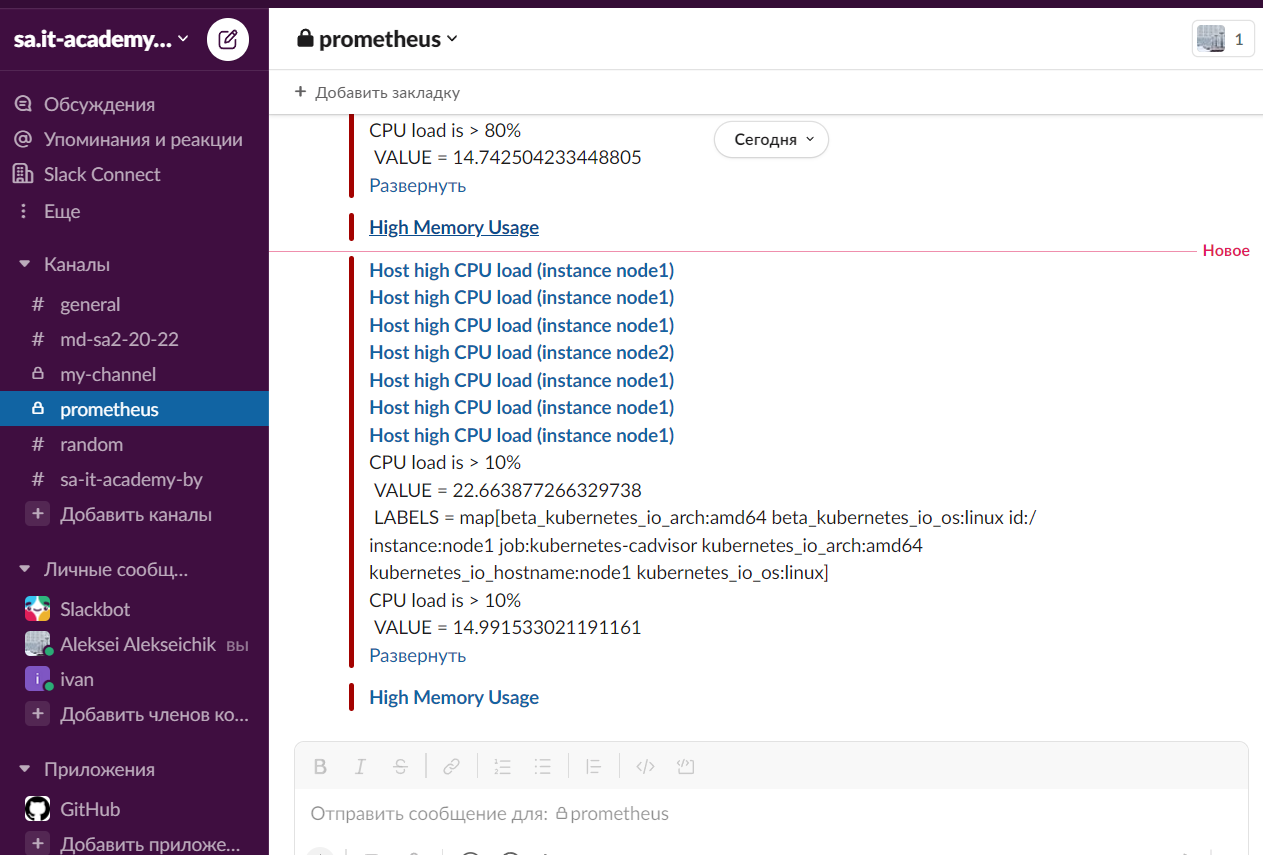 sa.it-academy...
Обсуждения
Упоминания и реакции
Slack Connect
Еще
Каналы
# general
# md-sa2-20-22
my-channel
prometheus
# random
# sa-it-academy-by
+ Добавить каналы
Личные сообщ...
Slackbot
Aleksei Alekseichik вы
i ivan
+ Добавить членов ко...
Приложения
GitHub
+ Добавить приложе...
prometheus
1
+ Добавить закладку
Сегодня
CPU load is > 80%
VALUE = 14.742504233448805
Развернуть
High Memory Usage
Новое
Host high CPU load (instance node1)
Host high CPU load (instance node1)
Host high CPU load (instance node1)
Host high CPU load (instance node2)
Host high CPU load (instance node1)
Host high CPU load (instance node1)
Host high CPU load (instance node1)
CPU load is > 10%
VALUE = 22.663877266329738
LABELS = map[beta_kubernetes_io_arch:amd64 beta_kubernetes_io_os:linux id:/
instance:node1 job:kubernetes-cadvisor kubernetes_io_arch:amd64
kubernetes_io_hostname:node1 kubernetes_io_os:linux]
CPU load is > 10%
VALUE = 14.991533021191161
Развернуть
High Memory Usage
B I S
Отправить сообщение для: prometheus